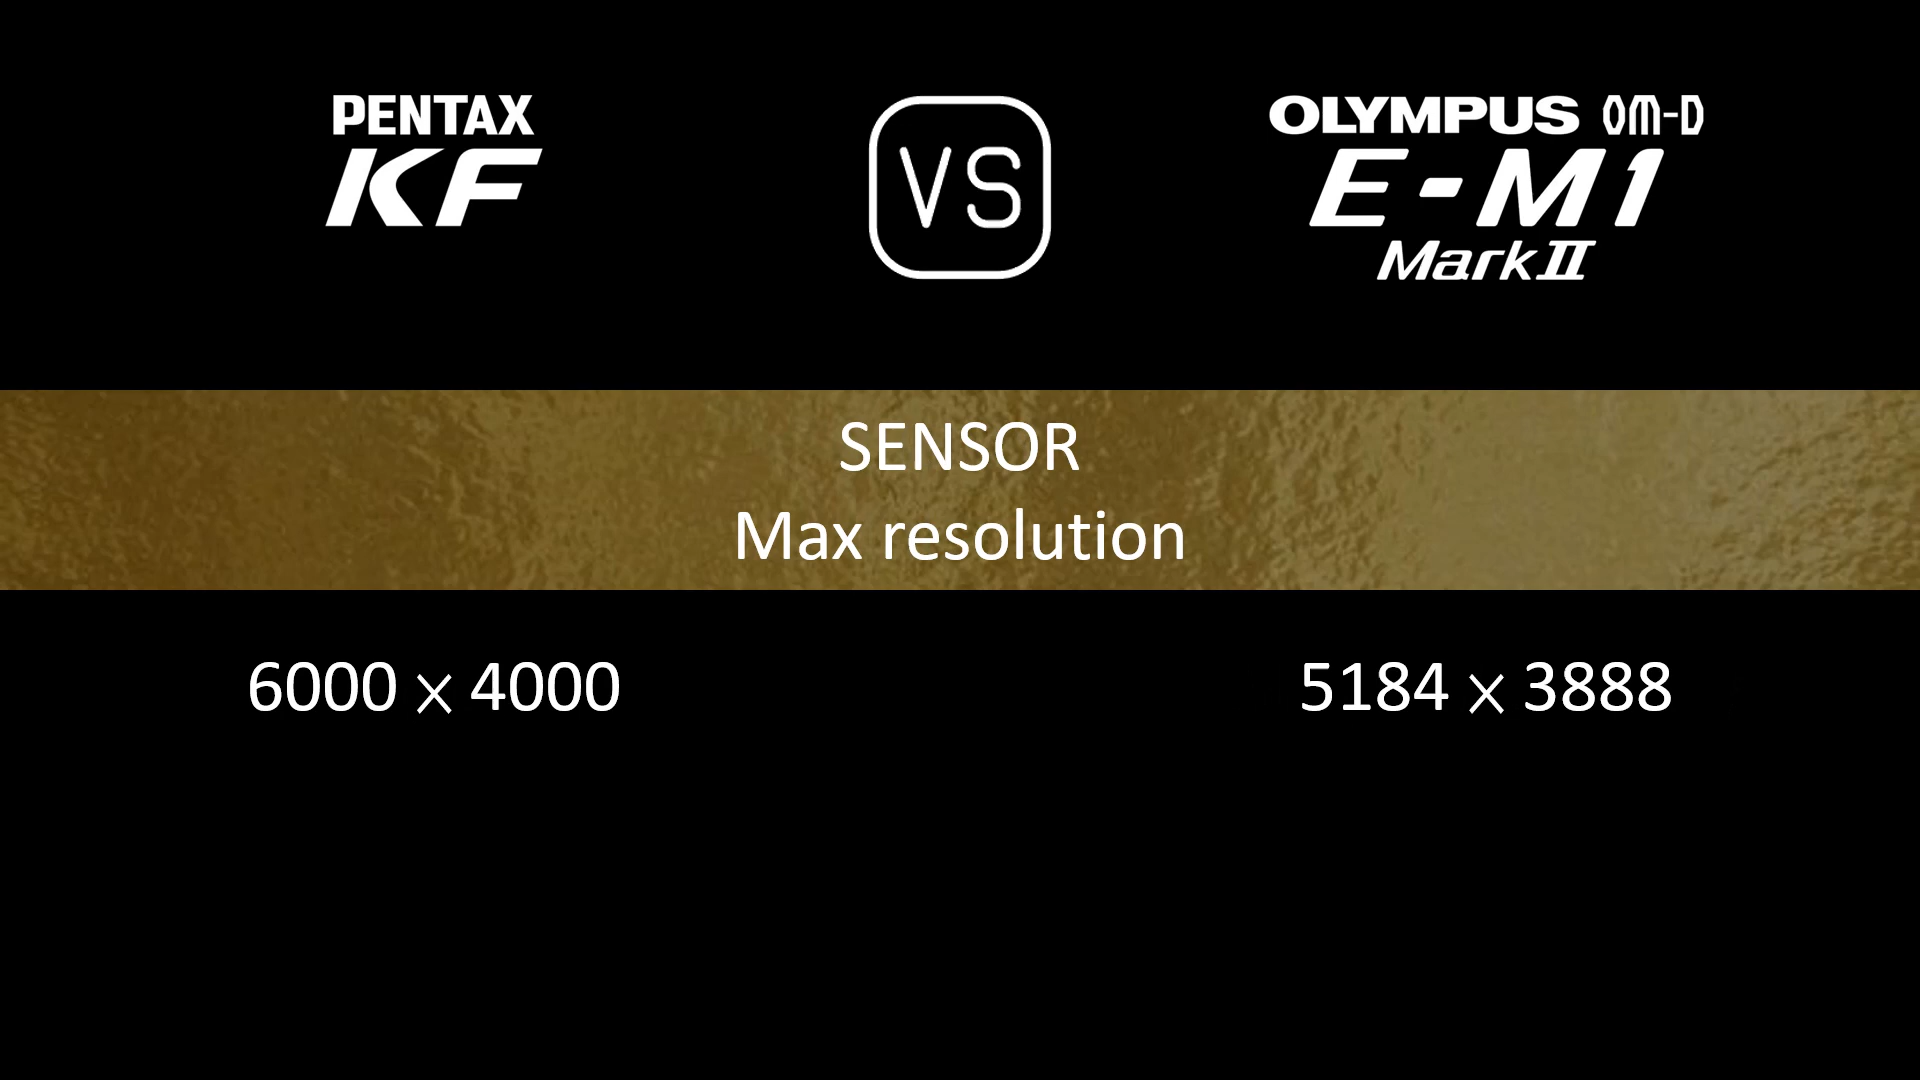 PENTAX
KF
VS
OLYMPUS OM-D
E-M1
Mark II
SENSOR
Max resolution
6000 x 4000
5184 x 3888